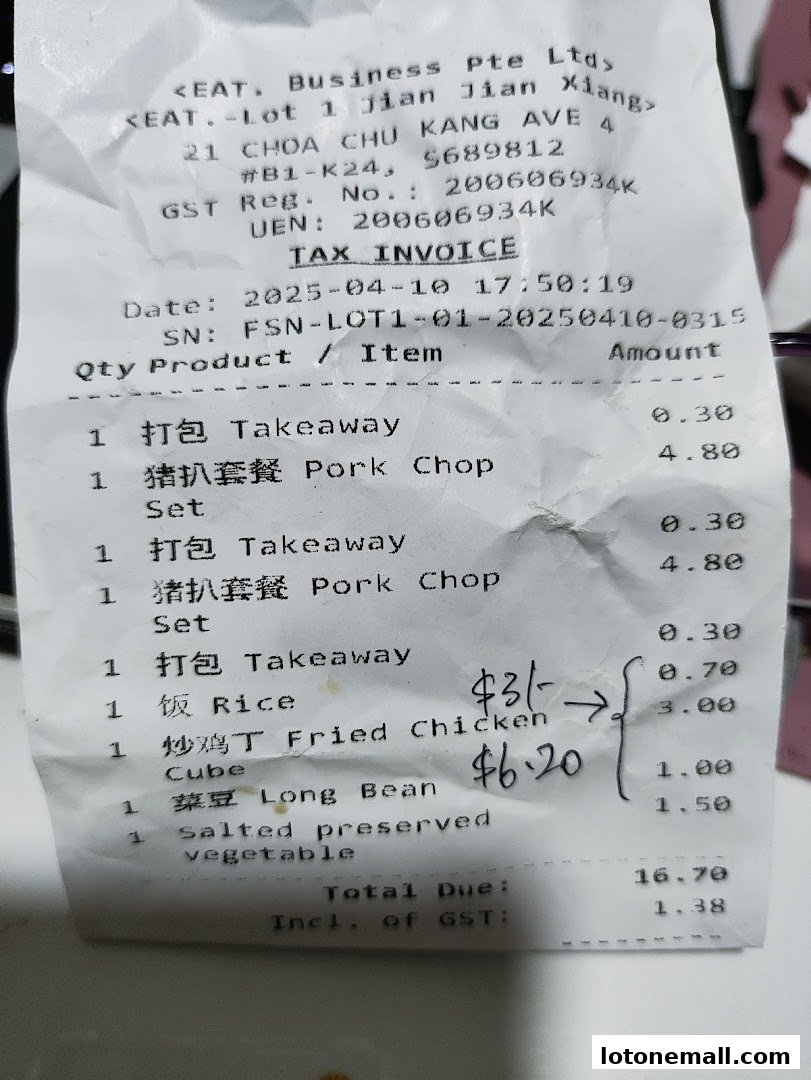 <EAT. Business Pte Ltd>
<EAT.-Lot 1 Jian Jian Xiang>
21 CHOA CHU KANG AVE 4
#B1-K24, S689812
GST Reg. No.: 200606934K
UEN: 200606934K
TAX INVOICE
Date: 2025-04-10 17:50:19
SN: FSN-LOT1-01-20250410-0315
Qty Product / Item Amount
1 打包 Takeaway 0.30
1 猪扒套餐 Pork Chop 4.80
Set
1 打包 Takeaway 0.30
1 猪扒套餐 Pork Chop 4.80
Set
1 打包 Takeaway 0.30
1 饭 Rice 0.70
$3/- →
1 炒鸡丁 Fried Chicken 3.00
Cube
$6.20
1 菜豆 Long Bean 1.00
1 Salted preserved 1.50
vegetable
Total Due: 16.70
Incl. of GST: 1.38
lotonemall.com